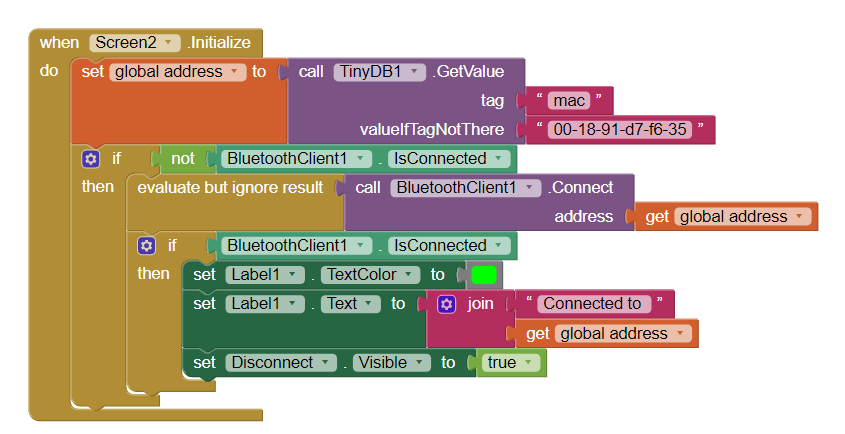 when Screen2 .Initialize
do set global address to call TinyDB1 .GetValue
tag “ mac ”
valueIfTagNotThere “ 00-18-91-d7-f6-35 ”
if not BluetoothClient1 . IsConnected
then evaluate but ignore result call BluetoothClient1 .Connect
address get global address
if BluetoothClient1 . IsConnected
then set Label1 . TextColor to
set Label1 . Text to join “ Connected to ”
get global address
set Disconnect . Visible to true